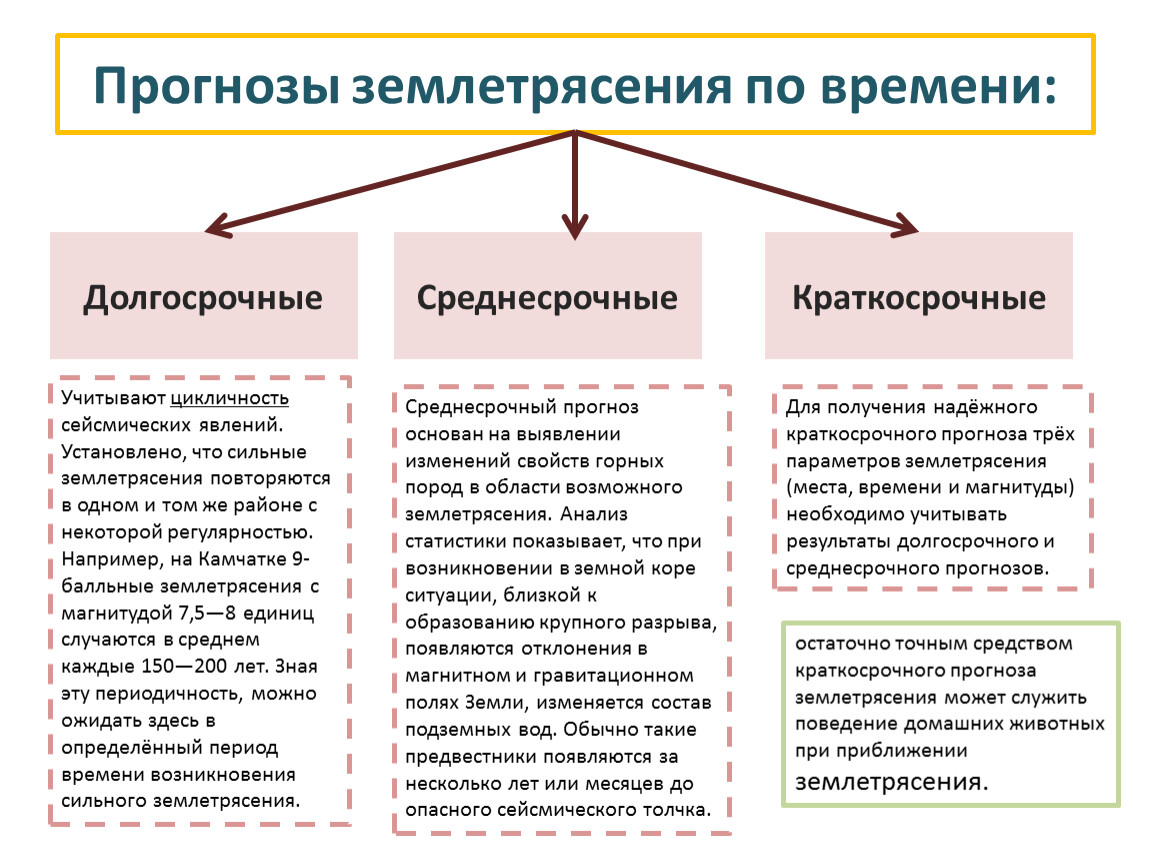 Прогнозы землетрясения по времени:
Долгосрочные
Среднесрочные
Краткосрочные
Учитывают цикличность
сейсмических явлений.
Установлено, что сильные
землетрясения повторяются
в одном и том же районе с
некоторой регулярностью.
Например, на Камчатке 9-
балльные землетрясения с
магнитудой 7,5—8 единиц
случаются в среднем
каждые 150—200 лет. Зная
эту периодичность, можно
ожидать здесь в
определённый период
времени возникновения
сильного землетрясения.
Среднесрочный прогноз
основан на выявлении
изменений свойств горных
пород в области возможного
землетрясения. Анализ
статистики показывает, что при
возникновении в земной коре
ситуации, близкой к
образованию крупного разрыва,
появляются отклонения в
магнитном и гравитационном
полях Земли, изменяется состав
подземных вод. Обычно такие
предвестники появляются за
несколько лет или месяцев до
опасного сейсмического толчка.
Для получения надёжного
краткосрочного прогноза трёх
параметров землетрясения
(места, времени и магнитуды)
необходимо учитывать
результаты долгосрочного и
среднесрочного прогнозов.
остаточно точным средством
краткосрочного прогноза
землетрясения может служить
поведение домашних животных
при приближении
землетрясения.